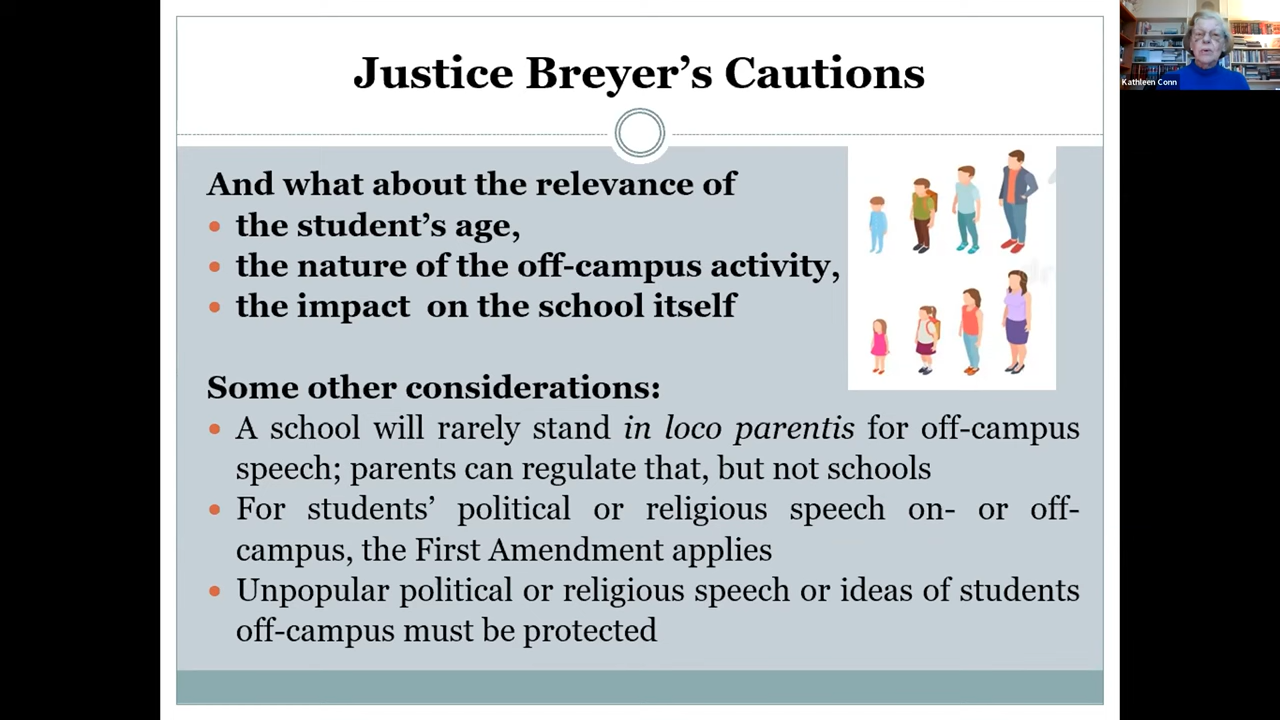 Justice Breyer’s Cautions
Kathleen Conn
And what about the relevance of
• the student’s age,
• the nature of the off-campus activity,
• the impact on the school itself
Some other considerations:
• A school will rarely stand in loco parentis for off-campus
speech; parents can regulate that, but not schools
• For students’ political or religious speech on- or off-
campus, the First Amendment applies
• Unpopular political or religious speech or ideas of students
off-campus must be protected